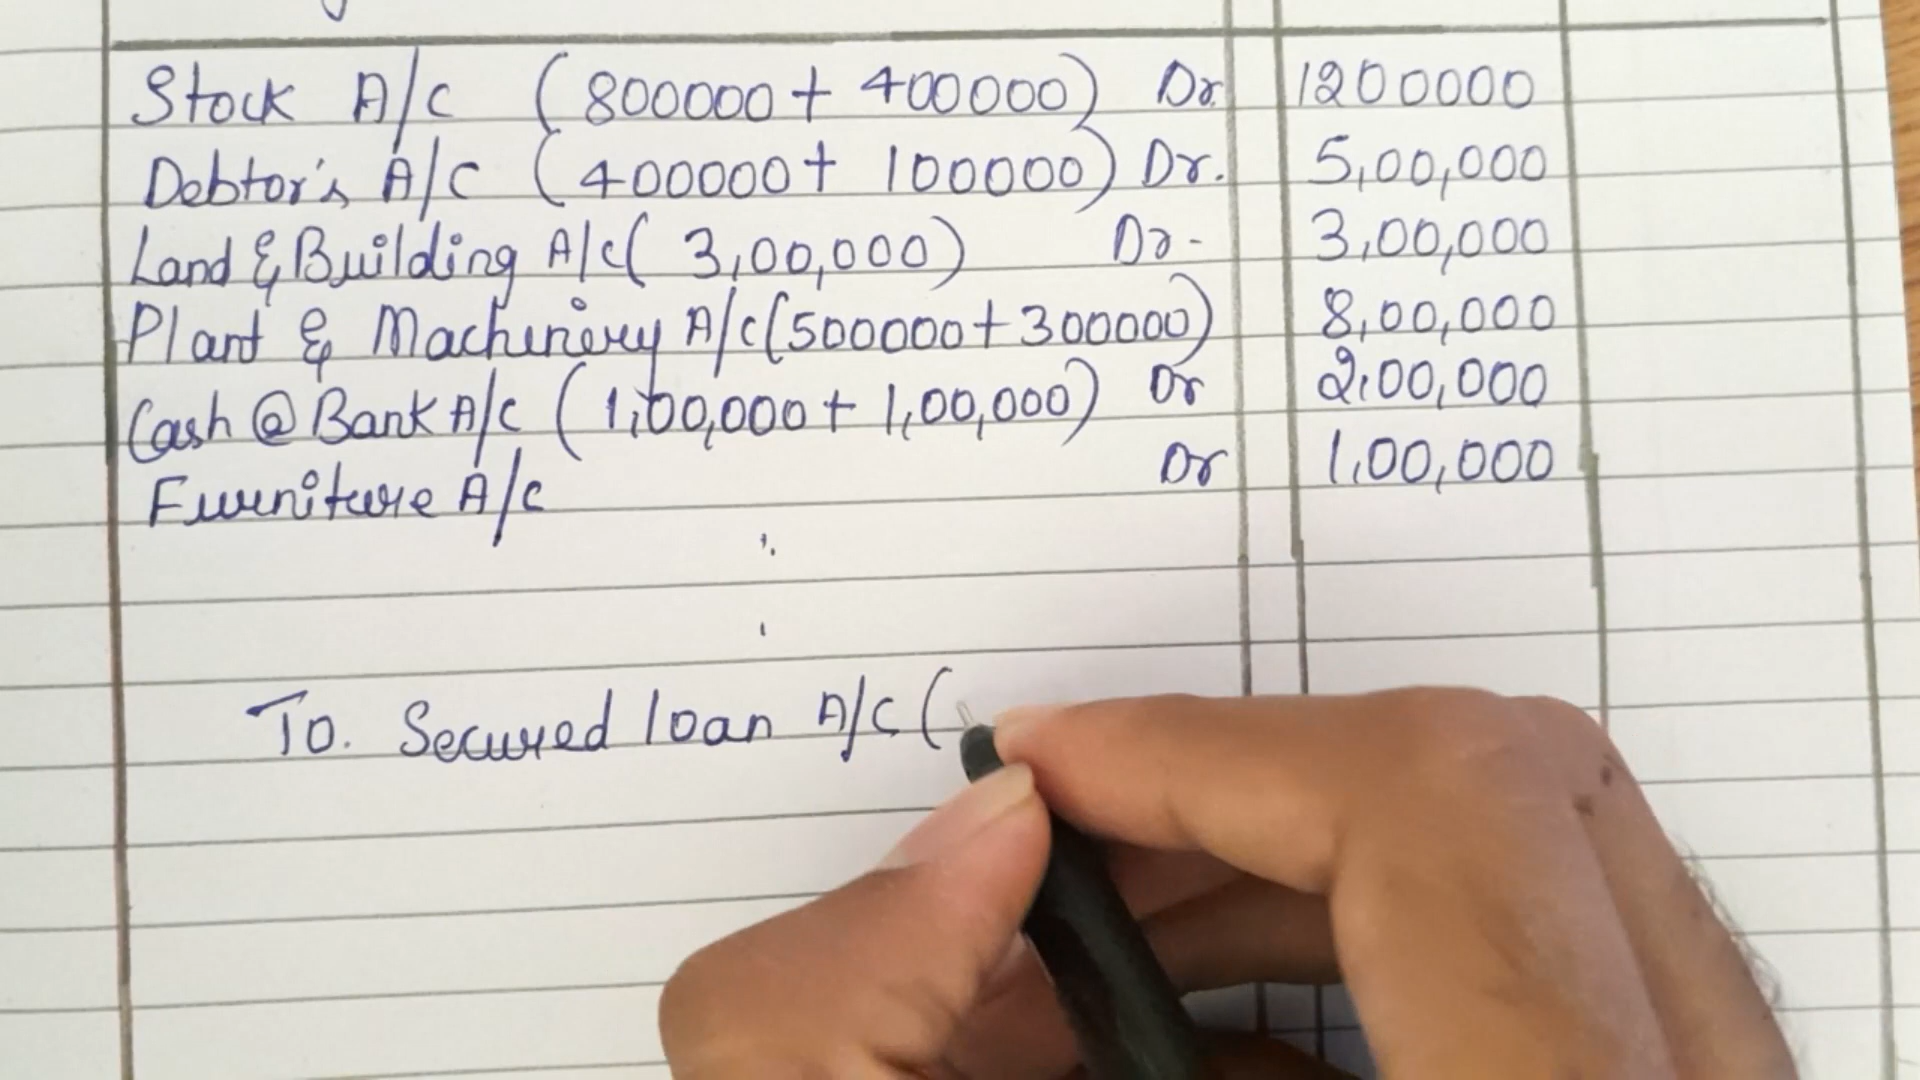 Stock A/c (800000 + 400000) Dr. 1200000
Debtor's A/c (400000 + 100000) Dr. 5,00,000
Land & Building A/c ( 3,00,000) Dr - 3,00,000
Plant & Machinery A/c (500000 + 300000) 8,00,000
Cash @ Bank A/c ( 1,00,000 + 1,00,000) Dr 2,00,000
Furniture A/c Dr 1,00,000
To. Secured loan A/c (